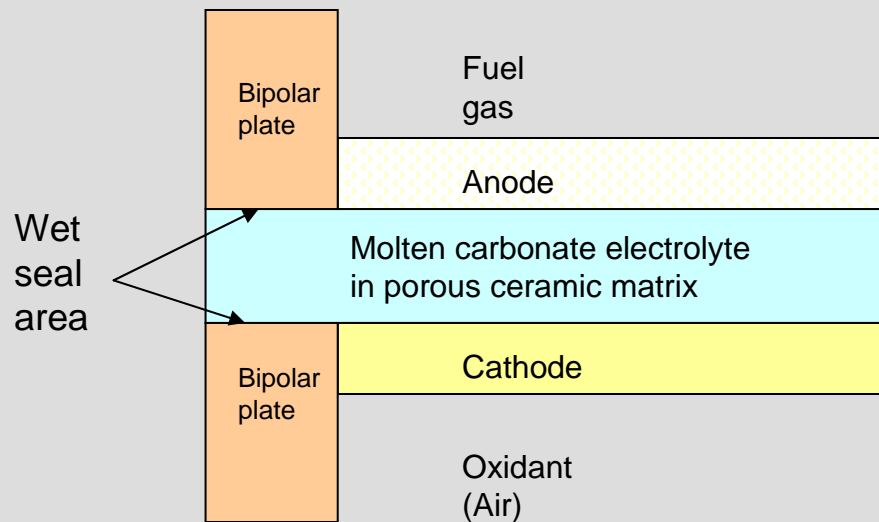 Fuel
gas
Bipolar
plate
Anode
Wet
seal
area
Molten carbonate electrolyte
in porous ceramic matrix
Cathode
Bipolar
plate
Oxidant
(Air)